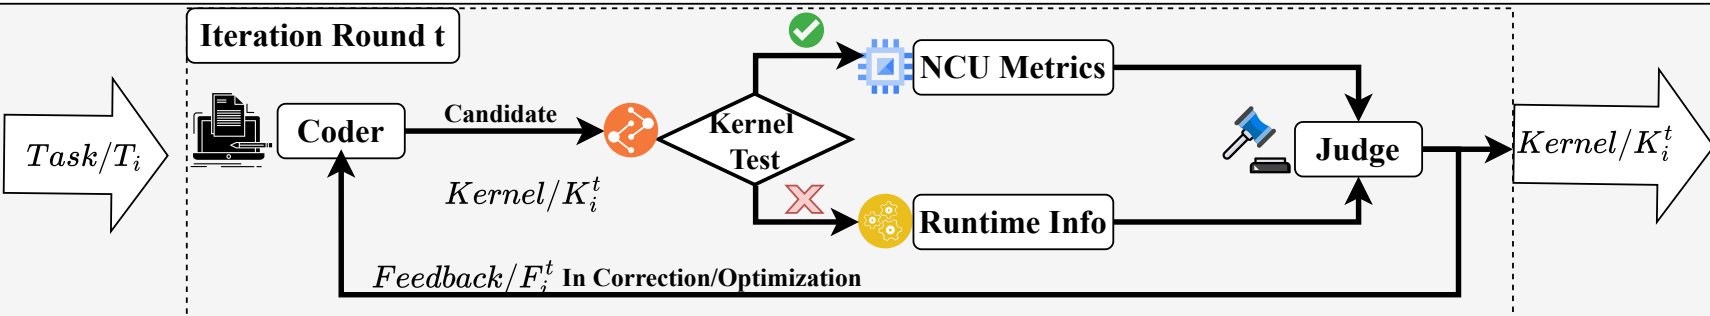 Iteration Round t
Task/T_i
Coder
Candidate
Kernel/K_i^t
Kernel
Test
NCU Metrics
Runtime Info
Judge
Kernel/K_i^t
Feedback/F_i^t In Correction/Optimization